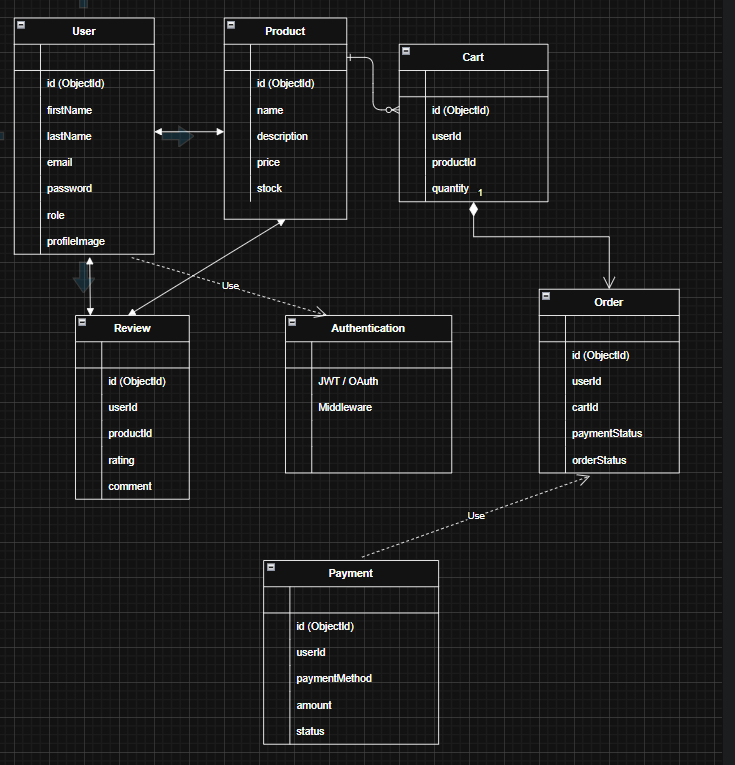 User
id (ObjectId)
firstName
lastName
email
password
role
profileImage
Product
id (ObjectId)
name
description
price
stock
Cart
id (ObjectId)
userId
productId
quantity
1
Use
Review
id (ObjectId)
userId
productId
rating
comment
Authentication
JWT / OAuth
Middleware
Order
id (ObjectId)
userId
cartId
paymentStatus
orderStatus
Use
Payment
id (ObjectId)
userId
paymentMethod
amount
status